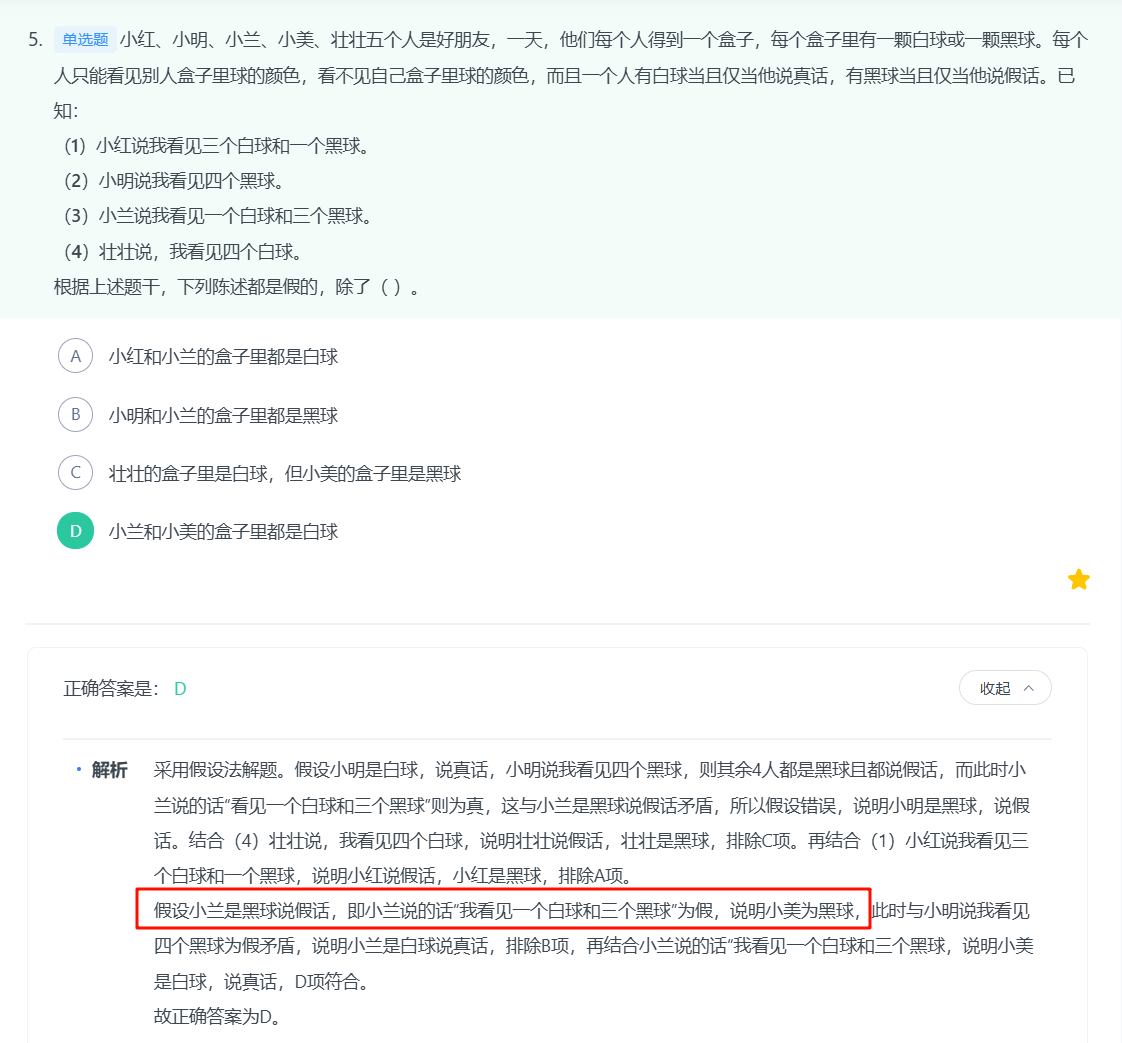 5. 单选题 小红、小明、小兰、小美、壮壮五个人是好朋友，一天，他们每个人得到一个盒子，每个盒子里有一颗白球或一颗黑球。每个
人只能看见别人盒子里球的颜色，看不见自己盒子里球的颜色，而且一个人有白球当且仅当他说真话，有黑球当且仅当他说假话。已
知：
（1）小红说我看见三个白球和一个黑球。
（2）小明说我看见四个黑球。
（3）小兰说我看见一个白球和三个黑球。
（4）壮壮说，我看见四个白球。
根据上述题干，下列陈述都是假的，除了（ ）。
A 小红和小兰的盒子里都是白球
B 小明和小兰的盒子里都是黑球
C 壮壮的盒子里是白球，但小美的盒子里是黑球
D 小兰和小美的盒子里都是白球
正确答案是： D
收起
· 解析 采用假设法解题。假设小明是白球，说真话，小明说我看见四个黑球，则其余4人都是黑球且都说假话，而此时小
兰说的话“看见一个白球和三个黑球”则为真，这与小兰是黑球说假话矛盾，所以假设错误，说明小明是黑球，说假
话。结合（4）壮壮说，我看见四个白球，说明壮壮说假话，壮壮是黑球，排除C项。再结合（1）小红说我看见三
个白球和一个黑球，说明小红说假话，小红是黑球，排除A项。
假设小兰是黑球说假话，即小兰说的话“我看见一个白球和三个黑球”为假，说明小美为黑球，此时与小明说我看见
四个黑球为假矛盾，说明小兰是白球说真话，排除B项，再结合小兰说的话“我看见一个白球和三个黑球，说明小美
是白球，说真话，D项符合。
故正确答案为D。